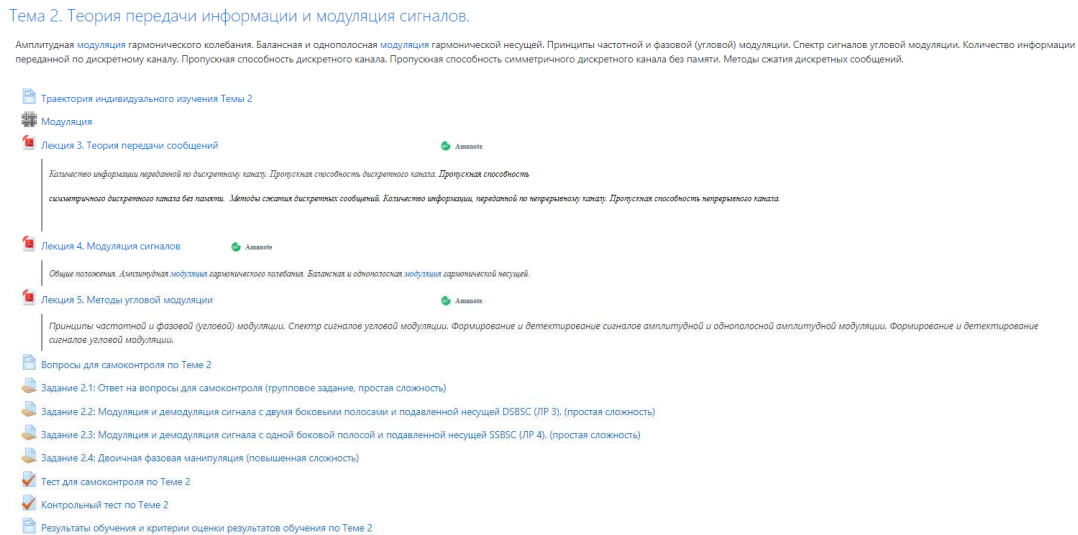 Тема 2. Теория передачи информации и модуляция сигналов.
Амплитудная модуляция гармонического колебания. Балансная и однополосная модуляция гармонической несущей. Принципы частотной и фазовой (угловой) модуляции. Спектр сигналов угловой модуляции. Количество информации
переданной по дискретному каналу. Пропускная способность дискретного канала. Пропускная способность симметричного дискретного канала без памяти. Методы сжатия дискретных сообщений.
Траектория индивидуального изучения Темы 2
Модуляция
Лекция 3. Теория передачи сообщений Amanote
Количество информации переданной по дискретному каналу. Пропускная способность дискретного канала. Пропускная способность
симметричного дискретного канала без памяти. Методы сжатия дискретных сообщений. Количество информации, переданной по непрерывному каналу. Пропускная способность непрерывного канала.
Лекция 4. Модуляция сигналов Amanote
Общие положения. Амплитудная модуляция гармонического колебания. Балансная и однополосная модуляция гармонической несущей.
Лекция 5. Методы угловой модуляции Amanote
Принципы частотной и фазовой (угловой) модуляции. Спектр сигналов угловой модуляции. Формирование и детектирование сигналов амплитудной и однополосной амплитудной модуляции. Формирование и детектирование
сигналов угловой модуляции.
Вопросы для самоконтроля по Теме 2
Задание 2.1: Ответ на вопросы для самоконтроля (групповое задание, простая сложность)
Задание 2.2: Модуляция и демодуляция сигнала с двумя боковыми полосами и подавленной несущей DSBSC (ЛР 3). (простая сложность)
Задание 2.3: Модуляция и демодуляция сигнала с одной боковой полосой и подавленной несущей SSBSC (ЛР 4). (простая сложность)
Задание 2.4: Двоичная фазовая манипуляция (повышенная сложность)
Тест для самоконтроля по Теме 2
Контрольный тест по Теме 2
Результаты обучения и критерии оценки результатов обучения по Теме 2